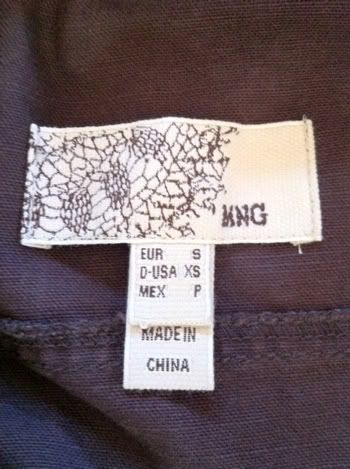 MNG
EUR S
D-USA XS
MEX P
MADE IN
CHINA